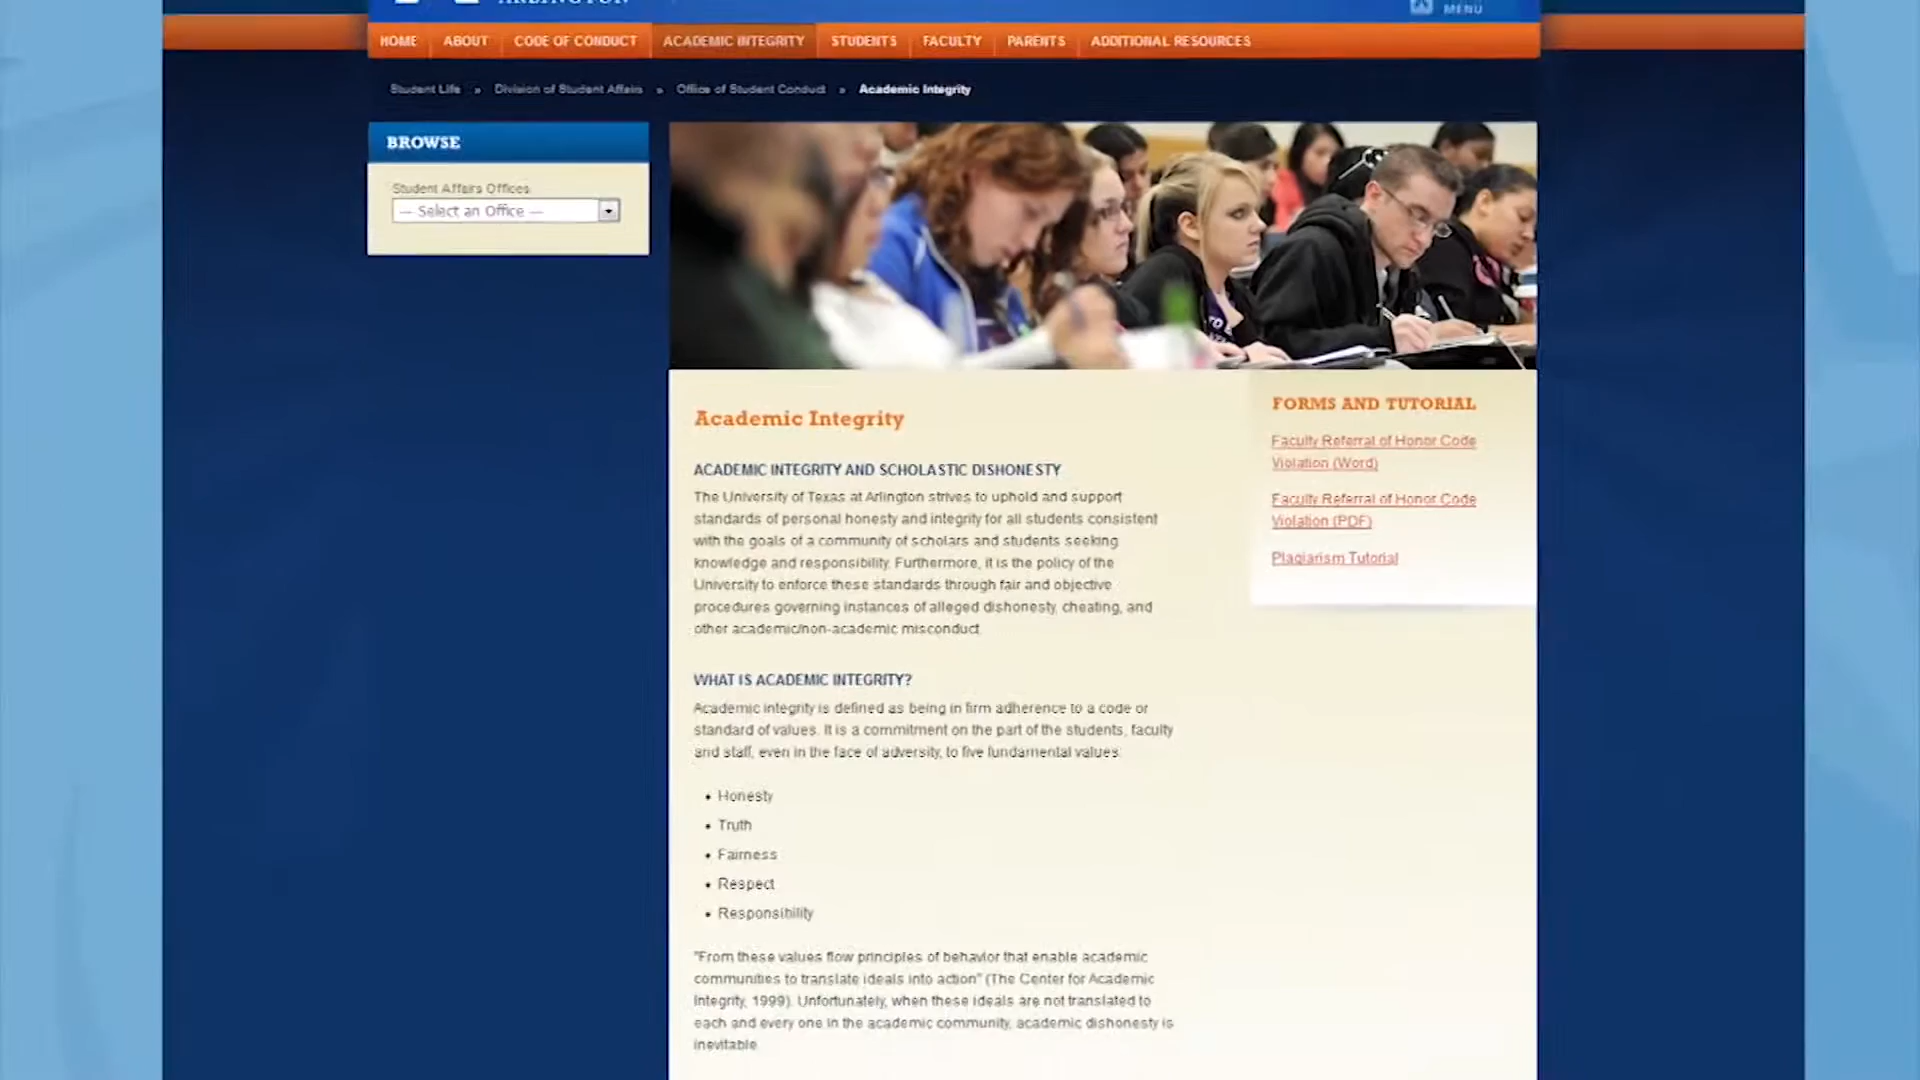 ARLINGTON
MENU
HOME ABOUT CODE OF CONDUCT ACADEMIC INTEGRITY STUDENTS FACULTY PARENTS ADDITIONAL RESOURCES
Student Life » Division of Student Affairs » Office of Student Conduct » Academic Integrity
BROWSE
Student Affairs Offices
--- Select an Office ---
Academic Integrity
ACADEMIC INTEGRITY AND SCHOLASTIC DISHONESTY
The University of Texas at Arlington strives to uphold and support
standards of personal honesty and integrity for all students consistent
with the goals of a community of scholars and students seeking
knowledge and responsibility. Furthermore, it is the policy of the
University to enforce these standards through fair and objective
procedures governing instances of alleged dishonesty, cheating, and
other academic/non-academic misconduct.
WHAT IS ACADEMIC INTEGRITY?
Academic integrity is defined as being in firm adherence to a code or
standard of values. It is a commitment on the part of the students, faculty
and staff, even in the face of adversity, to five fundamental values:
• Honesty
• Truth
• Fairness
• Respect
• Responsibility
"From these values flow principles of behavior that enable academic
communities to translate ideals into action" (The Center for Academic
Integrity, 1999). Unfortunately, when these ideals are not translated to
each and every one in the academic community, academic dishonesty is
inevitable.
FORMS AND TUTORIAL
Faculty Referral of Honor Code
Violation (Word)
Faculty Referral of Honor Code
Violation (PDF)
Plagiarism Tutorial